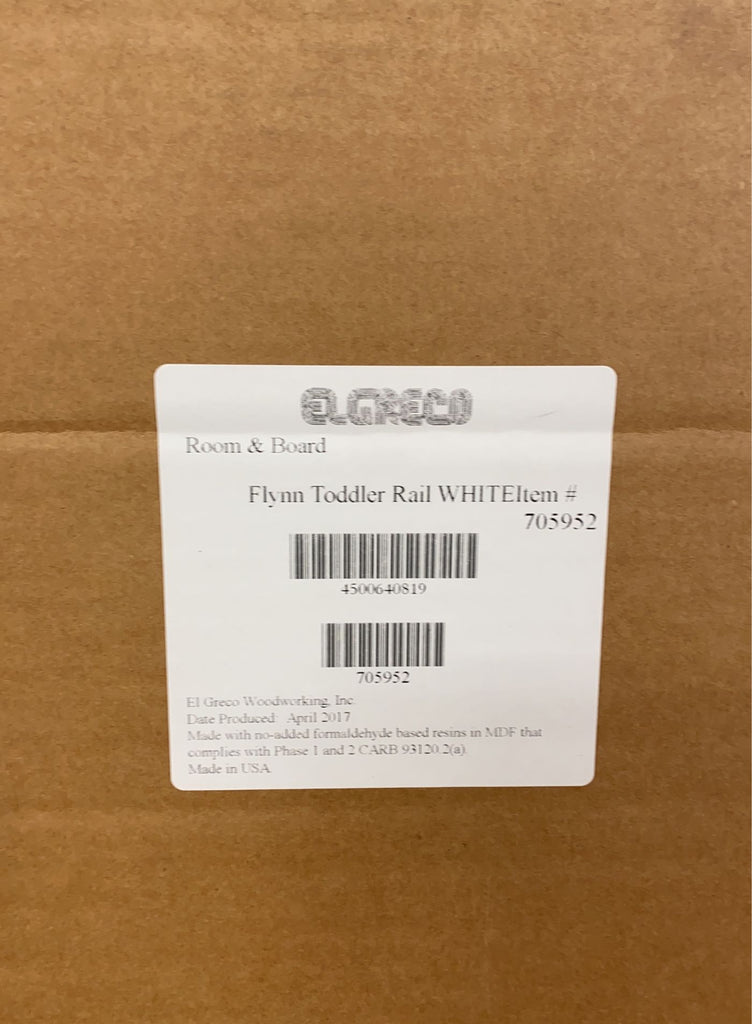 ELGRECO
Room & Board
Flynn Toddler Rail WHITEItem #
705952
4500640819
705952
El Greco Woodworking, Inc.
Date Produced: April 2017
Made with no-added formaldehyde based resins in MDF that
complies with Phase 1 and 2 CARB 93120.2(a).
Made in USA